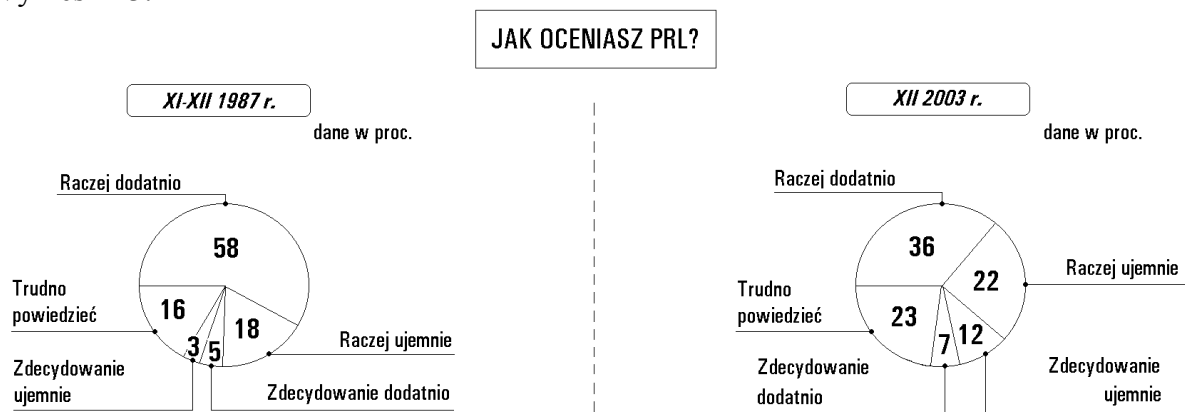 JAK OCENIASZ PRL?
XI-XII 1987 r.
dane w proc.
Raczej dodatnio
58
Trudno
powiedzieć
16
3
5
18
Raczej ujemnie
Zdecydowanie
ujemnie
Zdecydowanie dodatnio
XII 2003 r.
dane w proc.
Raczej dodatnio
36
22
Raczej ujemnie
Trudno
powiedzieć
23
7
12
Zdecydowanie
dodatnio
Zdecydowanie
ujemnie